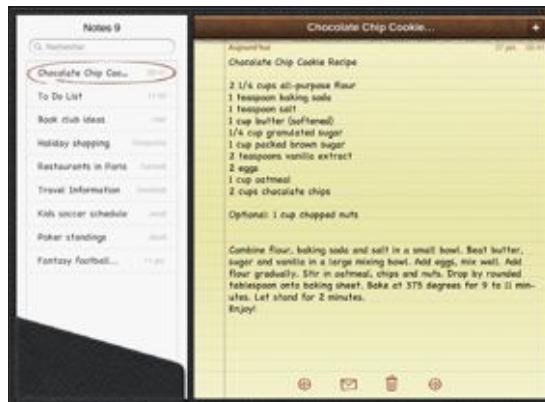 Notes 9
Chocolate Chip Coo...
To Do List
Book club ideas
Holiday shopping
Restaurants in Paris
Travel Information
Kids soccer schedule
Poker standings
Fantasy football...
Chocolate Chip Cookie...
+
Aujourd'hui
Chocolate Chip Cookie Recipe
2 1/4 cups all-purpose flour
1 teaspoon baking soda
1 teaspoon salt
1 cup butter (softened)
1/4 cup granulated sugar
1 cup packed brown sugar
2 teaspoons vanilla extract
2 eggs
1 cup oatmeal
2 cups chocolate chips
Optional: 1 cup chopped nuts
Combine flour, baking soda and salt in a small bowl. Beat butter,
sugar and vanilla in a large mixing bowl. Add eggs, mix well. Add
flour gradually. Stir in oatmeal, chips and nuts. Drop by rounded
tablespoon onto baking sheet. Bake at 375 degrees for 9 to 11 min-
utes. Let stand for 2 minutes.
Enjoy!